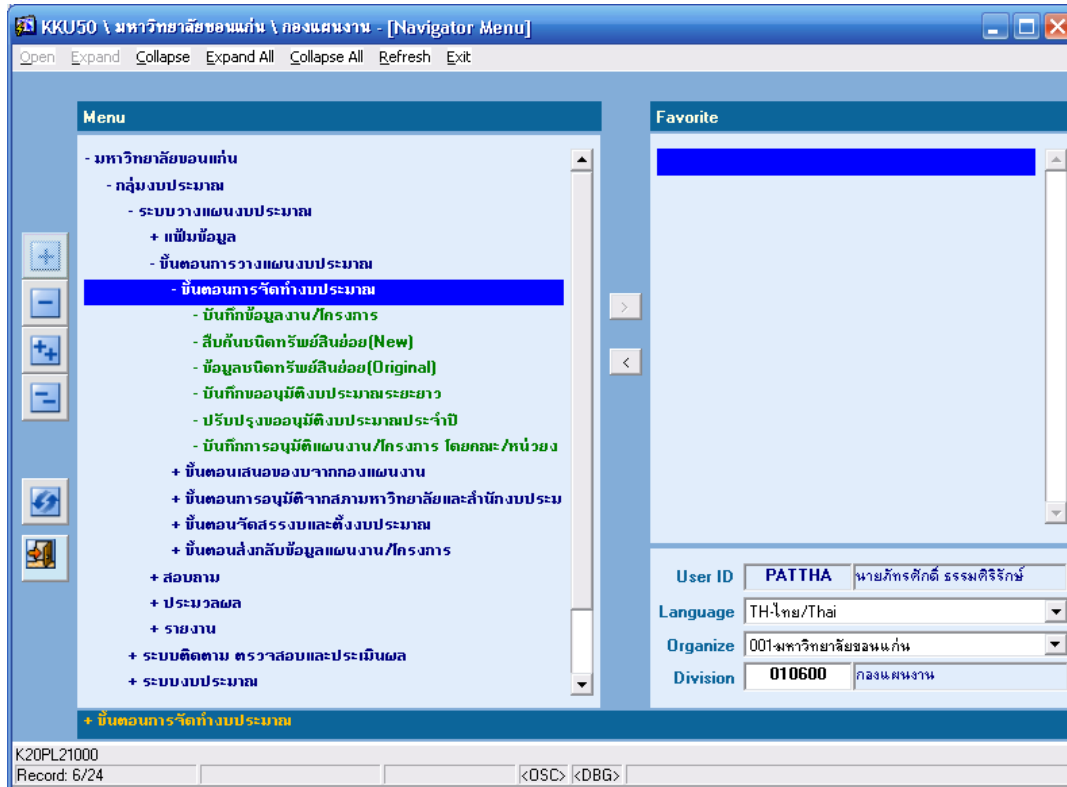 KKU50 \ มหาวิทยาลัยขอนแก่น \ กองแผนงาน - [Navigator Menu]
Open Expand Collapse Expand All Collapse All Refresh Exit
Menu
- มหาวิทยาลัยขอนแก่น
- กลุ่มงบประมาณ
- ระบบวางแผนงบประมาณ
+ แฟ้มข้อมูล
- ขั้นตอนการวางแผนงบประมาณ
- ขั้นตอนการจัดทำงบประมาณ
- บันทึกข้อมูลงาน/โครงการ
- สืบค้นชนิดทรัพย์สินย่อย(New)
- ข้อมูลชนิดทรัพย์สินย่อย(Original)
- บันทึกขออนุมัติงบประมาณระยะยาว
- ปรับปรุงขออนุมัติงบประมาณประจำปี
- บันทึกการอนุมัติแผนงาน/โครงการ โดยคณะ/หน่วยง
+ ขั้นตอนเสนอของบจากกองแผนงาน
+ ขั้นตอนการอนุมัติจากสภามหาวิทยาลัยและสำนักงบประม
+ ขั้นตอนจัดสรรงบและตั้งงบประมาณ
+ ขั้นตอนส่งกลับข้อมูลแผนงาน/โครงการ
+ สอบถาม
+ ประมวลผล
+ รายงาน
+ ระบบติดตาม ตรวจสอบและประเมินผล
+ ระบบงบประมาณ
+ ขั้นตอนการจัดทำงบประมาณ
Favorite
>
<
User ID PATTHA นายภัทรศักดิ์ ธรรมศิริรักษ์
Language TH-ไทย/Thai
Organize 001-มหาวิทยาลัยขอนแก่น
Division 010600 กองแผนงาน
K20PL21000
Record: 6/24 <OSC> <DBG>